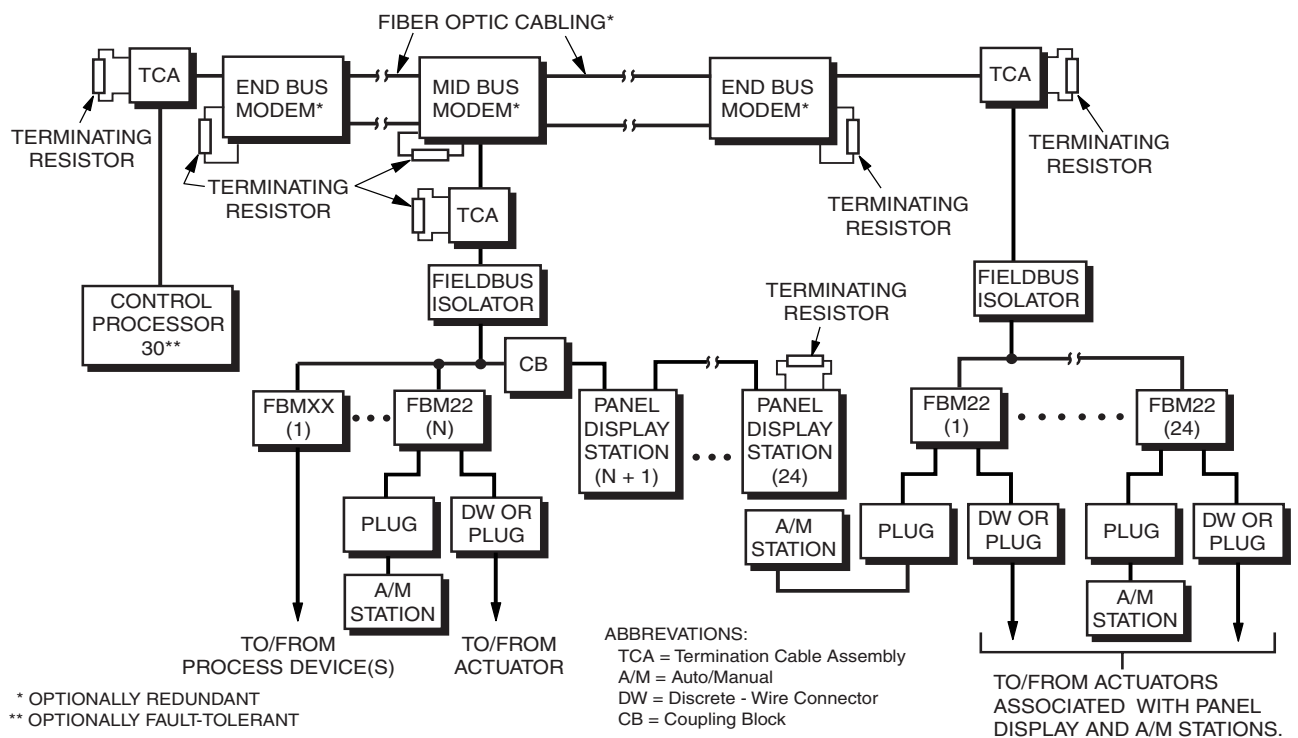 FIBER OPTIC CABLING*
TCA
END BUS
MODEM*
MID BUS
MODEM*
END BUS
MODEM*
TCA
TERMINATING
RESISTOR
TERMINATING
RESISTOR
TCA
TERMINATING
RESISTOR
TERMINATING
RESISTOR
CONTROL
PROCESSOR
30**
FIELDBUS
ISOLATOR
TERMINATING
RESISTOR
FIELDBUS
ISOLATOR
CB
FBMXX
(1)
FBM22
(N)
PANEL
DISPLAY
STATION
(N + 1)
PANEL
DISPLAY
STATION
(24)
FBM22
(1)
FBM22
(24)
PLUG
DW OR
PLUG
A/M
STATION
A/M
STATION
PLUG
DW OR
PLUG
PLUG
DW OR
PLUG
A/M
STATION
TO/FROM
PROCESS DEVICE(S)
TO/FROM
ACTUATOR
ABBREVATIONS:
TCA = Termination Cable Assembly
A/M = Auto/Manual
DW = Discrete - Wire Connector
CB = Coupling Block
TO/FROM ACTUATORS
ASSOCIATED WITH PANEL
DISPLAY AND A/M STATIONS.
* OPTIONALLY REDUNDANT
** OPTIONALLY FAULT-TOLERANT